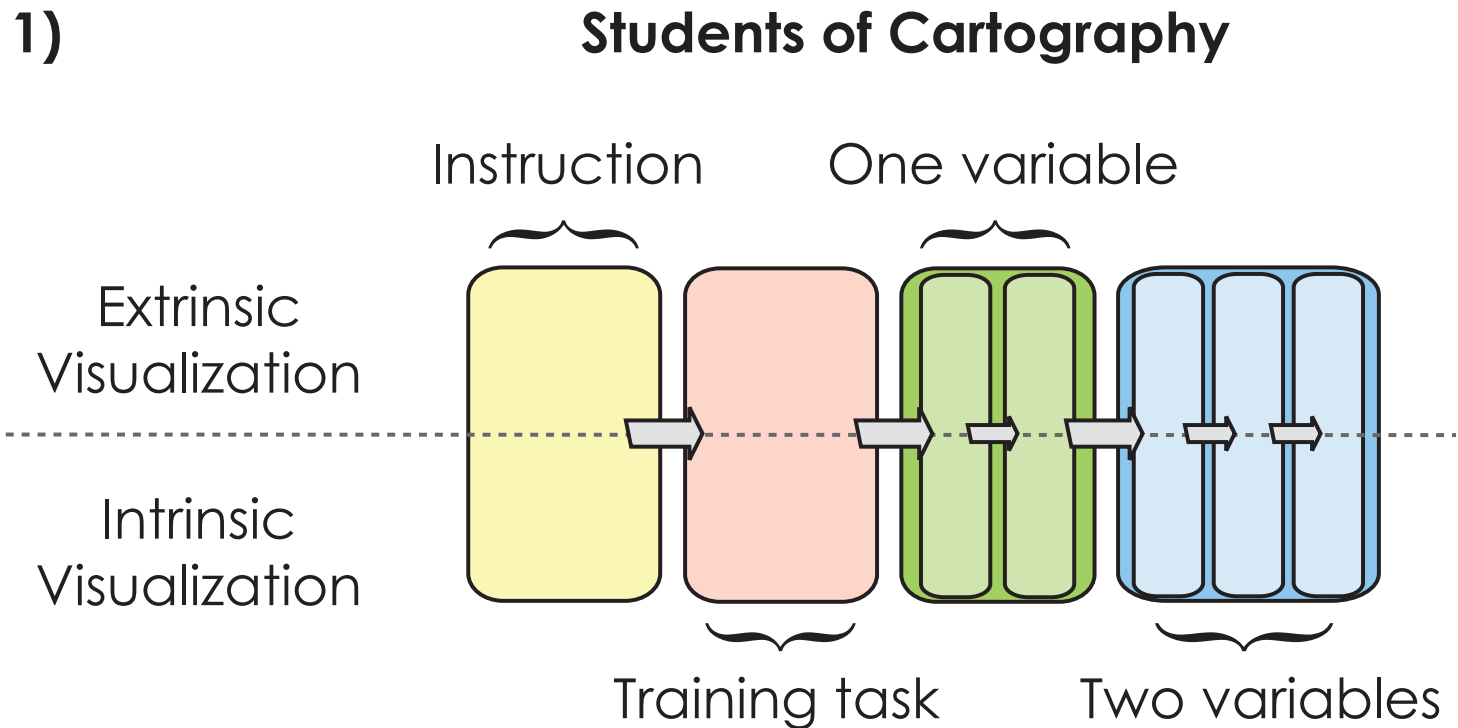 1)
Students of Cartography
Instruction
One variable
Extrinsic
Visualization
Intrinsic
Visualization
Training task
Two variables